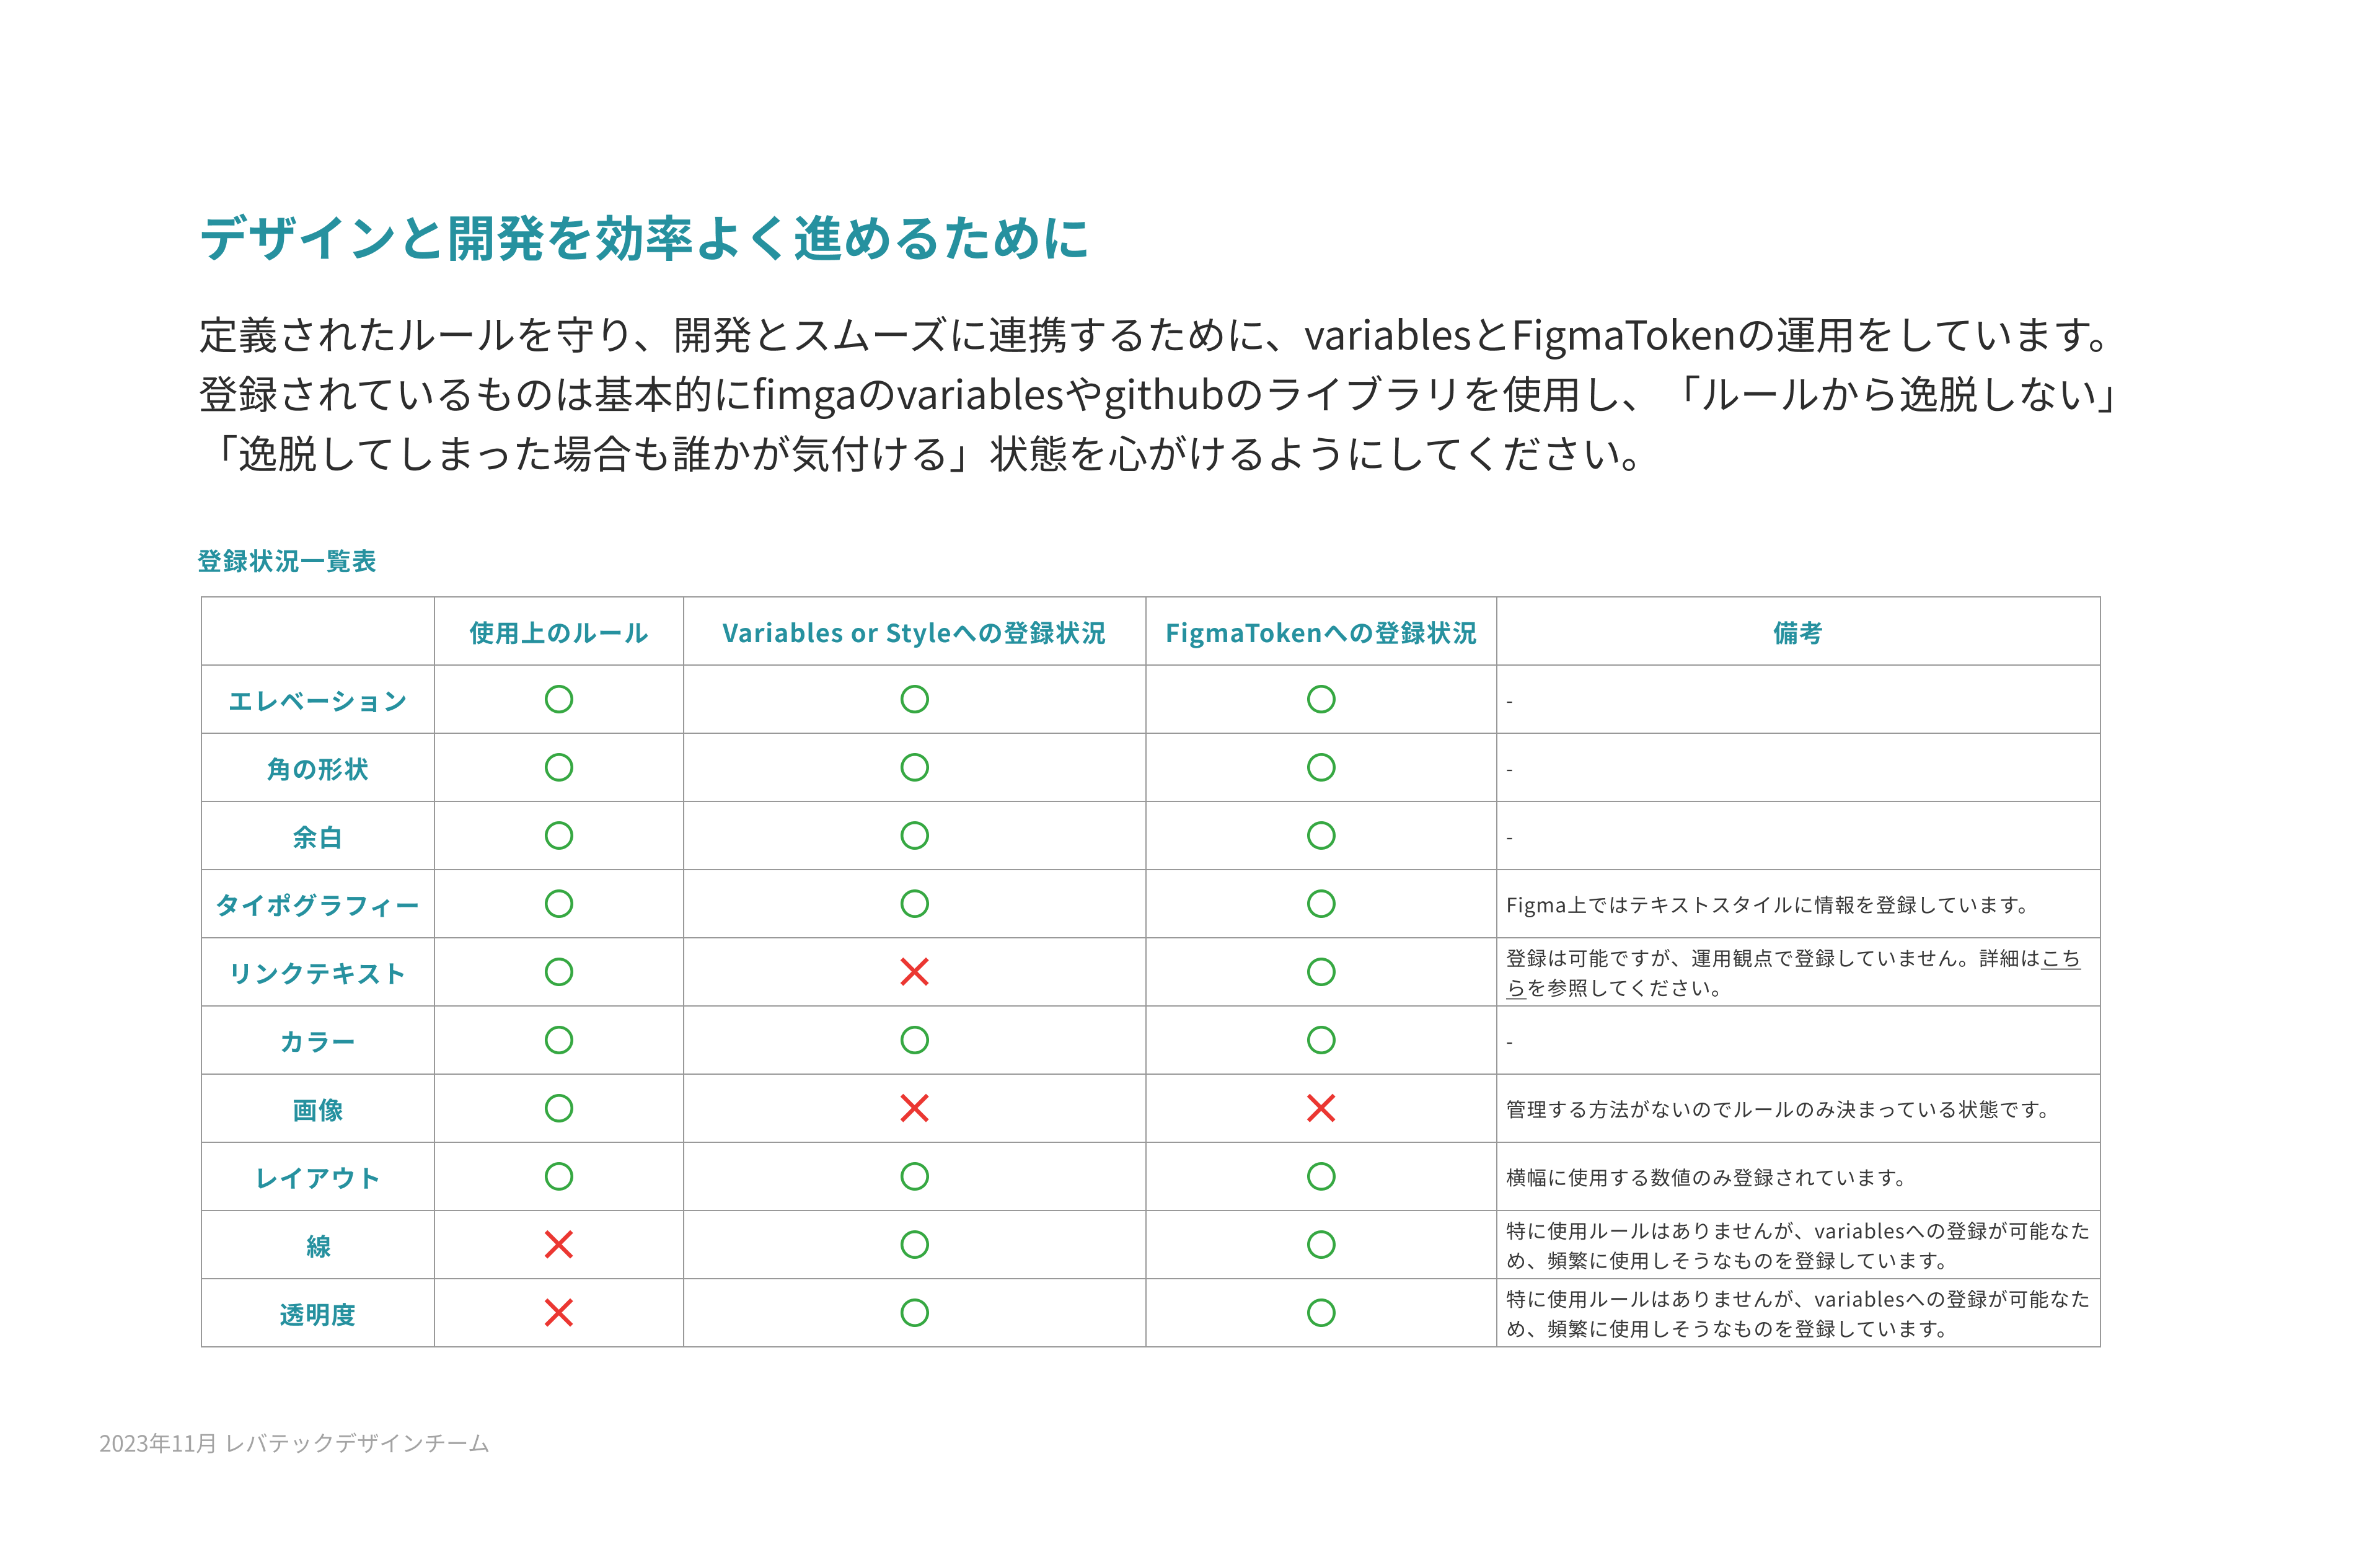 デザインと開発を効率よく進めるために
定義されたルールを守り、開発とスムーズに連携するために、variablesとFigmaTokenの運用をしています。
登録されているものは基本的にfimgaのvariablesやgithubのライブラリを使用し、「ルールから逸脱しない」
「逸脱してしまった場合も誰かが気付ける」状態を心がけるようにしてください。
登録状況一覧表
使用上のルール Variables or Styleへの登録状況 FigmaTokenへの登録状況 備考
エレベーション ○ ○ ○ -
角の形状 ○ ○ ○ -
余白 ○ ○ ○ -
タイポグラフィー ○ ○ ○ Figma上ではテキストスタイルに情報を登録しています。
リンクテキスト ○ × ○ 登録は可能ですが、運用観点で登録していません。詳細はこち
らを参照してください。
カラー ○ ○ ○ -
画像 ○ × × 管理する方法がないのでルールのみ決まっている状態です。
レイアウト ○ ○ ○ 横幅に使用する数値のみ登録されています。
線 × ○ ○ 特に使用ルールはありませんが、variablesへの登録が可能なた
め、頻繁に使用しそうなものを登録しています。
透明度 × ○ ○ 特に使用ルールはありませんが、variablesへの登録が可能なた
め、頻繁に使用しそうなものを登録しています。
2023年11月 レバテックデザインチーム